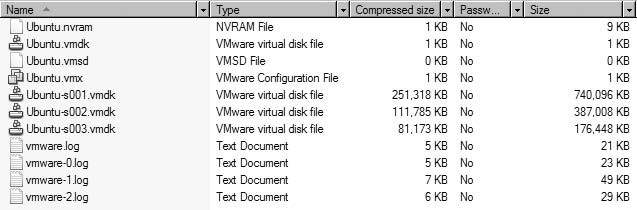 Name Type Compressed size Passw... Size
Ubuntu.nvram NVRAM File 1 KB No 9 KB
Ubuntu.vmdk VMware virtual disk file 1 KB No 1 KB
Ubuntu.vmsd VMSD File 0 KB No 0 KB
Ubuntu.vmx VMware Configuration File 1 KB No 1 KB
Ubuntu-s001.vmdk VMware virtual disk file 251,318 KB No 740,096 KB
Ubuntu-s002.vmdk VMware virtual disk file 111,785 KB No 387,008 KB
Ubuntu-s003.vmdk VMware virtual disk file 81,173 KB No 176,448 KB
vmware.log Text Document 5 KB No 21 KB
vmware-0.log Text Document 5 KB No 23 KB
vmware-1.log Text Document 7 KB No 49 KB
vmware-2.log Text Document 6 KB No 29 KB